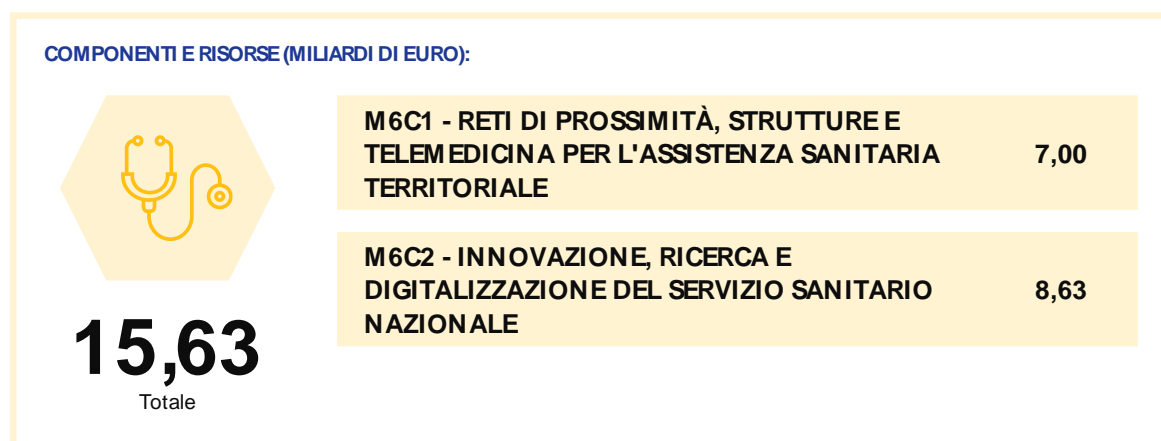 COMPONENTI E RISORSE (MILIARDI DI EURO):
M6C1 - RETI DI PROSSIMITÀ, STRUTTURE E
TELEMEDICINA PER L'ASSISTENZA SANITARIA
TERRITORIALE
7,00
M6C2 - INNOVAZIONE, RICERCA E
DIGITALIZZAZIONE DEL SERVIZIO SANITARIO
NAZIONALE
8,63
15,63
Totale